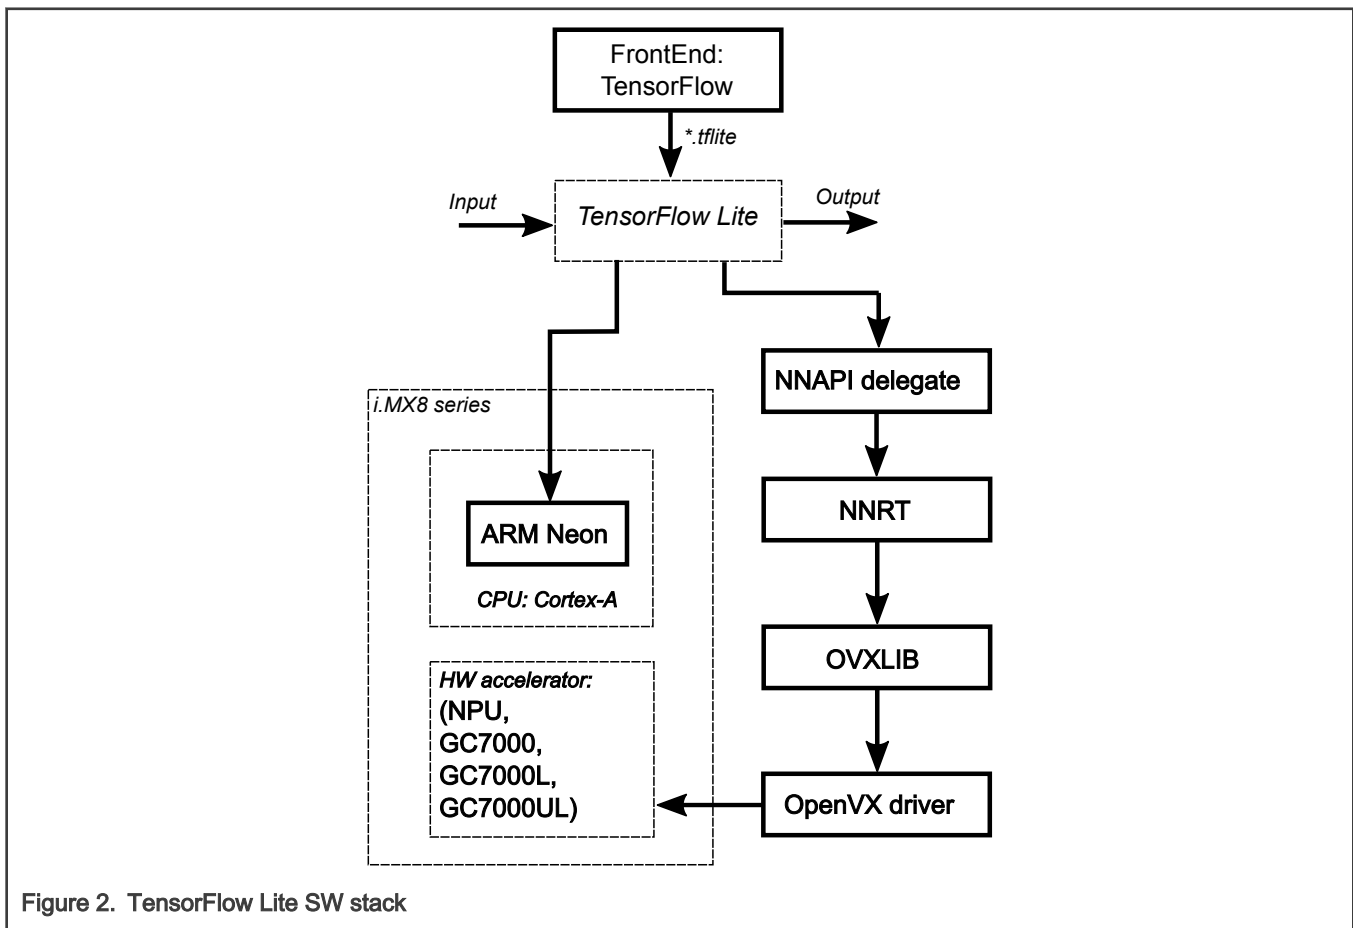 FrontEnd:
TensorFlow
*.tflite
Input
TensorFlow Lite
Output
NNAPI delegate
i.MX8 series
NNRT
ARM Neon
CPU: Cortex-A
OVXLIB
HW accelerator:
(NPU,
GC7000,
GC7000L,
GC7000UL)
OpenVX driver
Figure 2. TensorFlow Lite SW stack